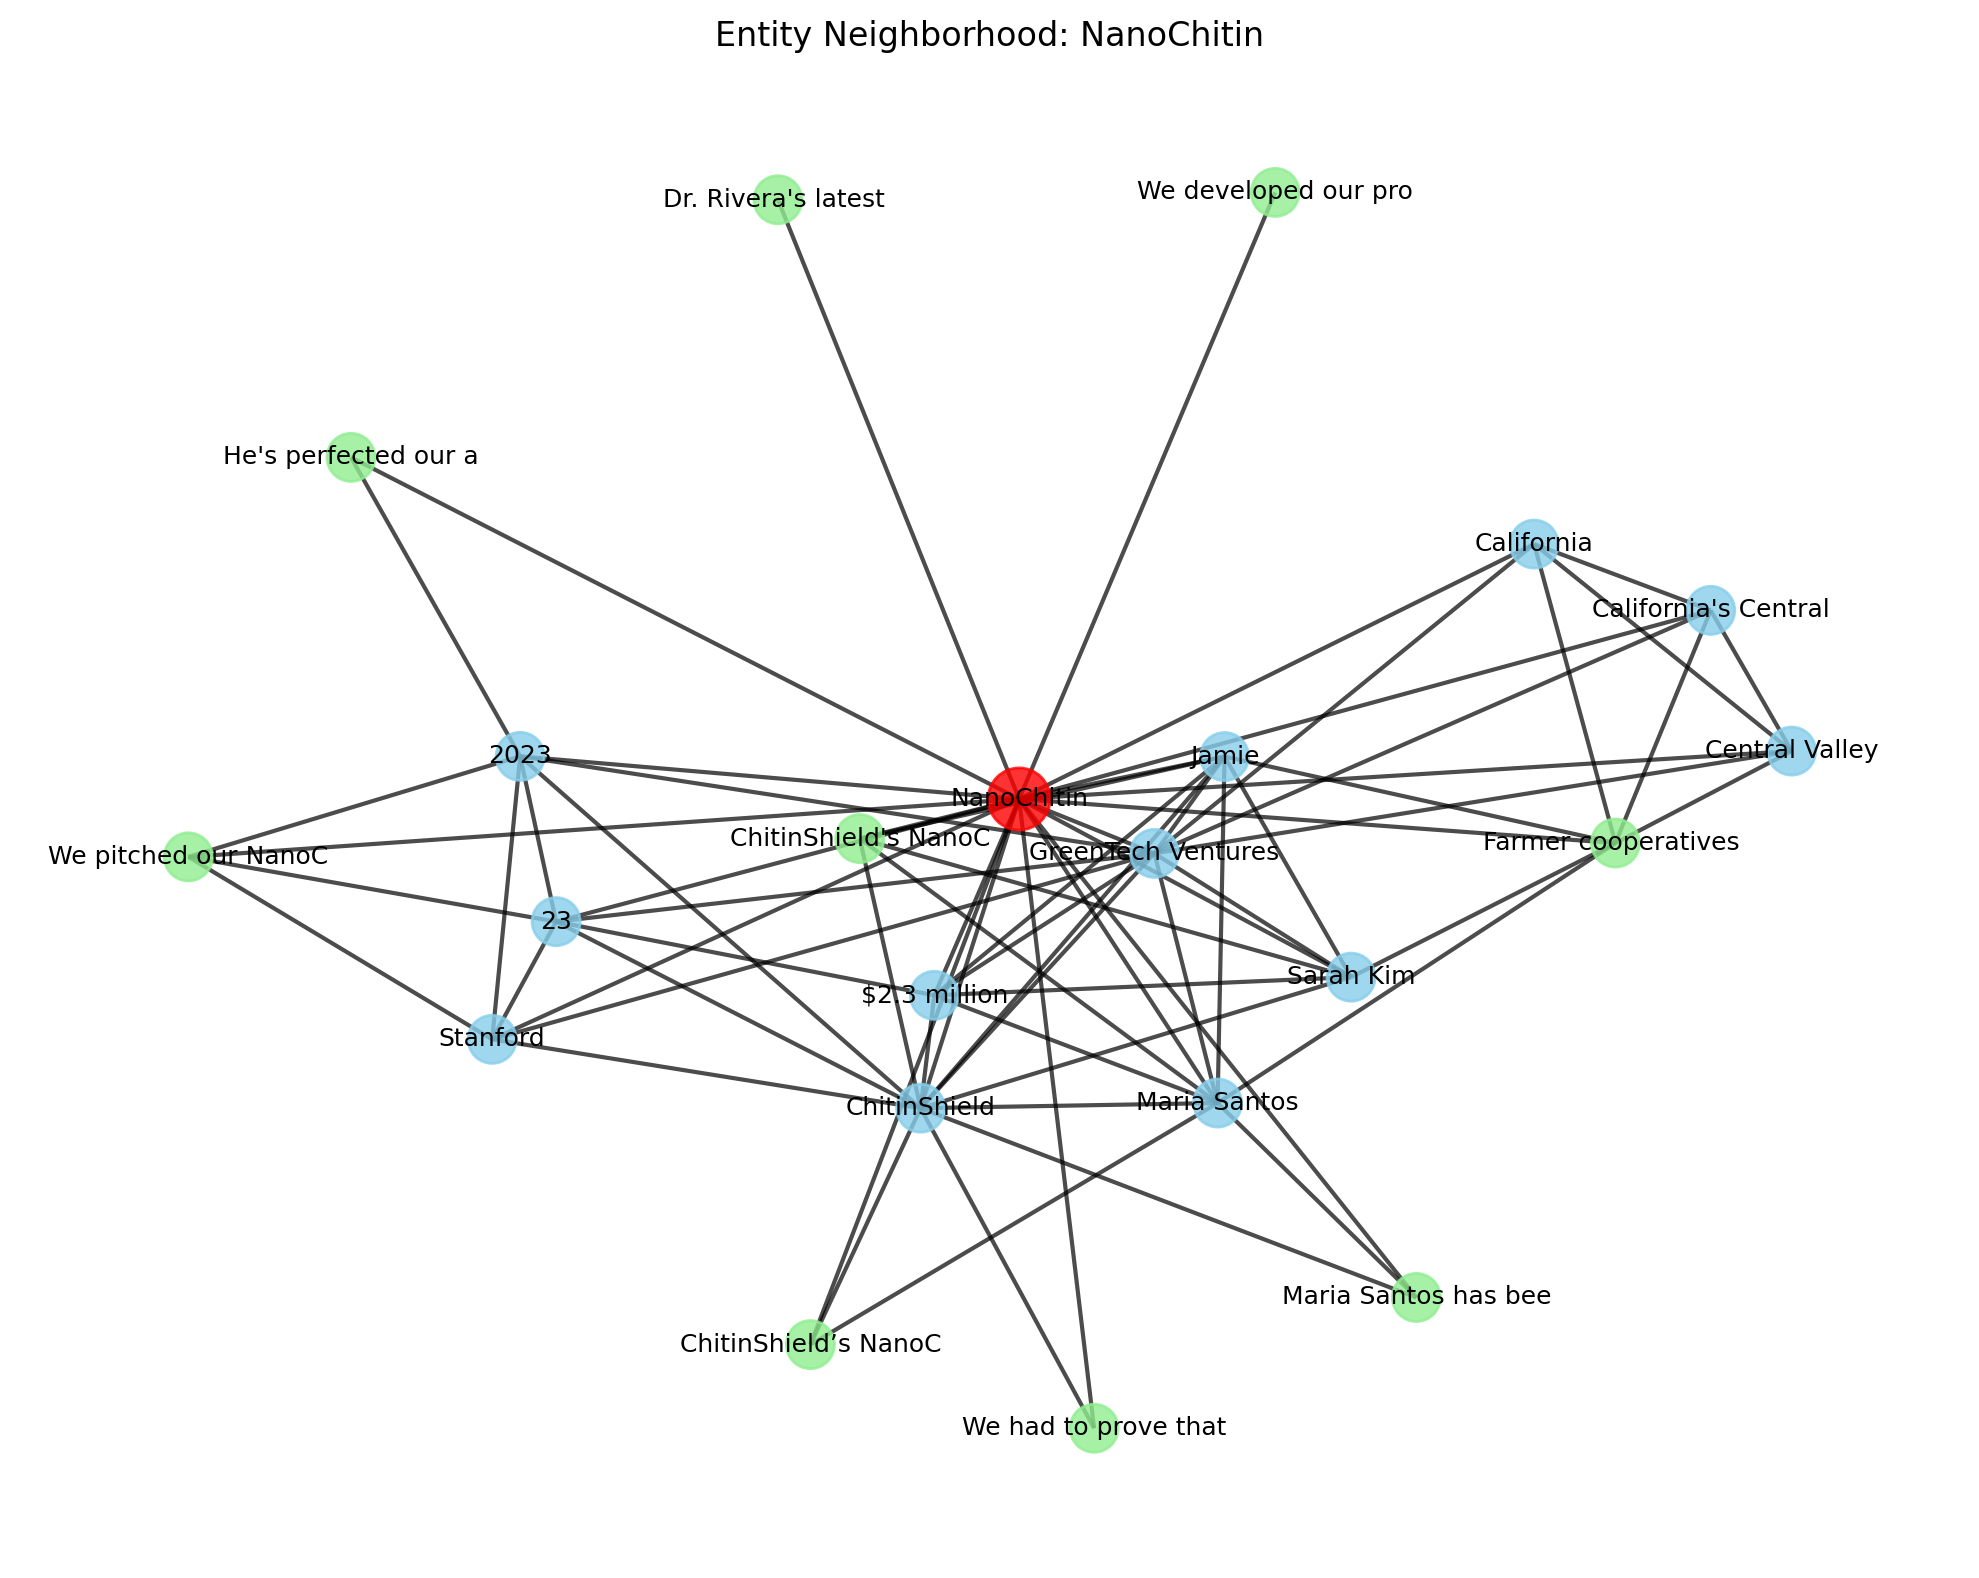 Entity Neighborhood: NanoChitin
We developed our pro
Dr. Rivera's latest
He's perfected our a
California
California's Central
Central Valley
2023
Jamie
NanoChitin
ChitinShield's NanoC
Farmer cooperatives
GreenTech Ventures
We pitched our NanoC
23
Sarah Kim
$2.3 million
Stanford
Maria Santos
ChitinShield
Maria Santos has bee
ChitinShield’s NanoC
We had to prove that